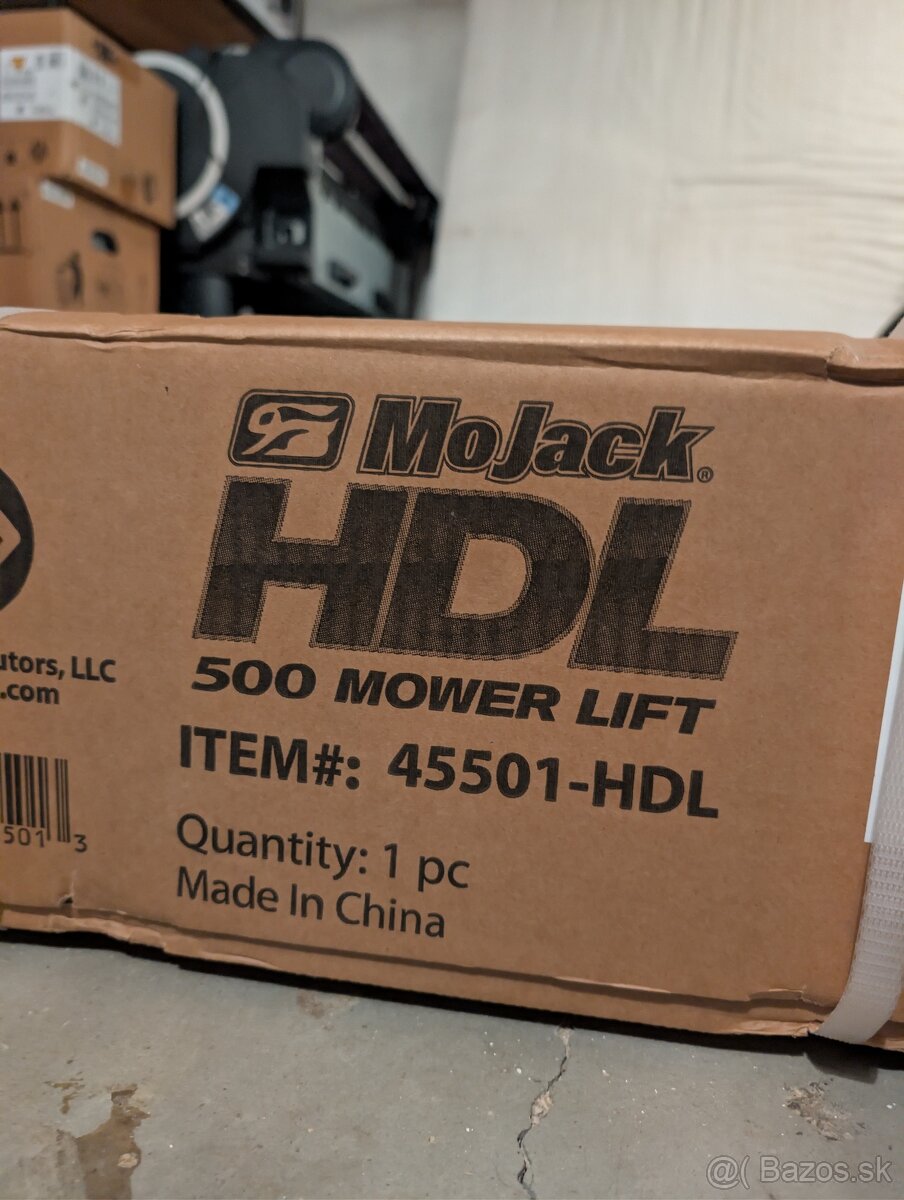 MoJack®
HDL
500 MOWER LIFT
ITEM#: 45501-HDL
Quantity: 1 pc
Made In China
utors, LLC
.com
501 3
@( Bazos.sk